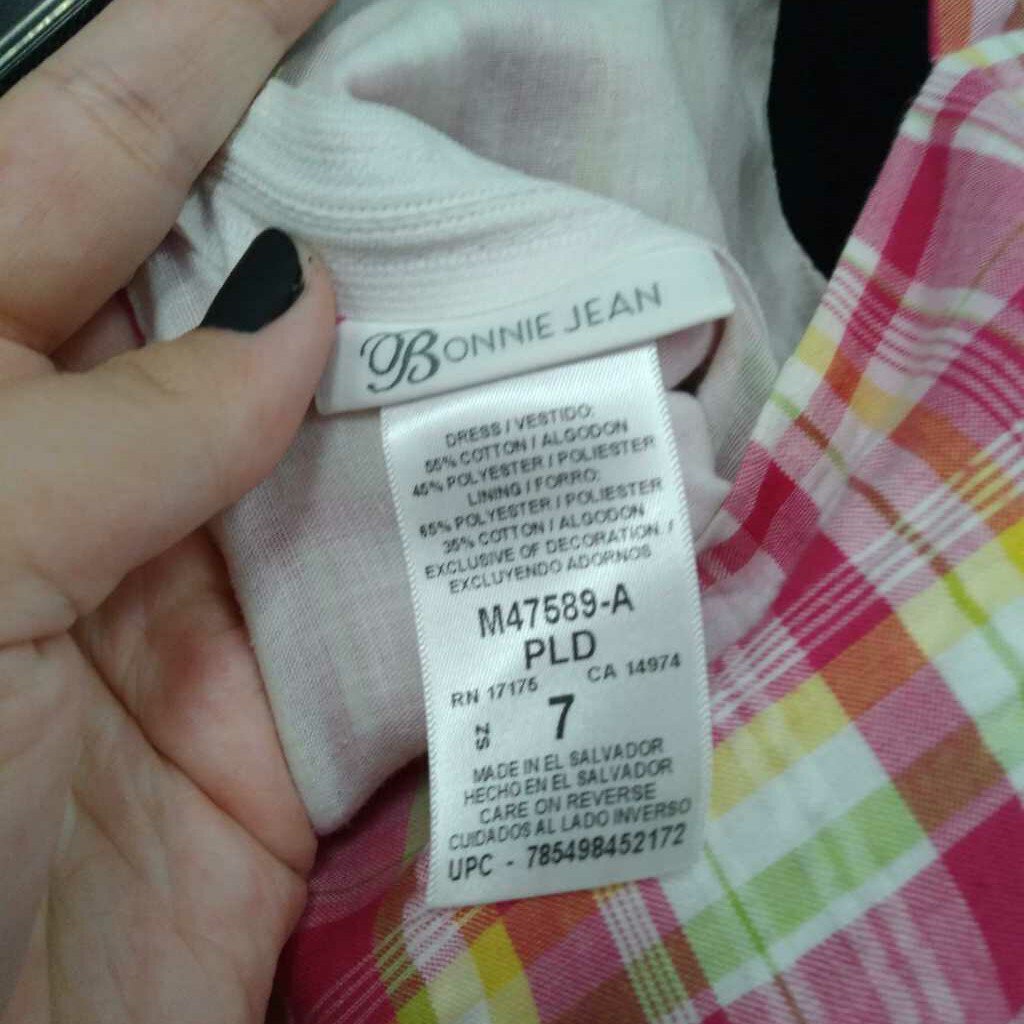 BONNIE JEAN
DRESS / VESTIDO:
55% COTTON / ALGODON
45% POLYESTER / POLIESTER
LINING / FORRO:
65% POLYESTER / POLIESTER
35% COTTON / ALGODON
EXCLUSIVE OF DECORATION. /
EXCLUYENDO ADORNOS
M47589-A
PLD
RN 17175 CA 14974
SZ 7
MADE IN EL SALVADOR
HECHO EN EL SALVADOR
CARE ON REVERSE
CUIDADOS AL LADO INVERSO
UPC - 785498452172